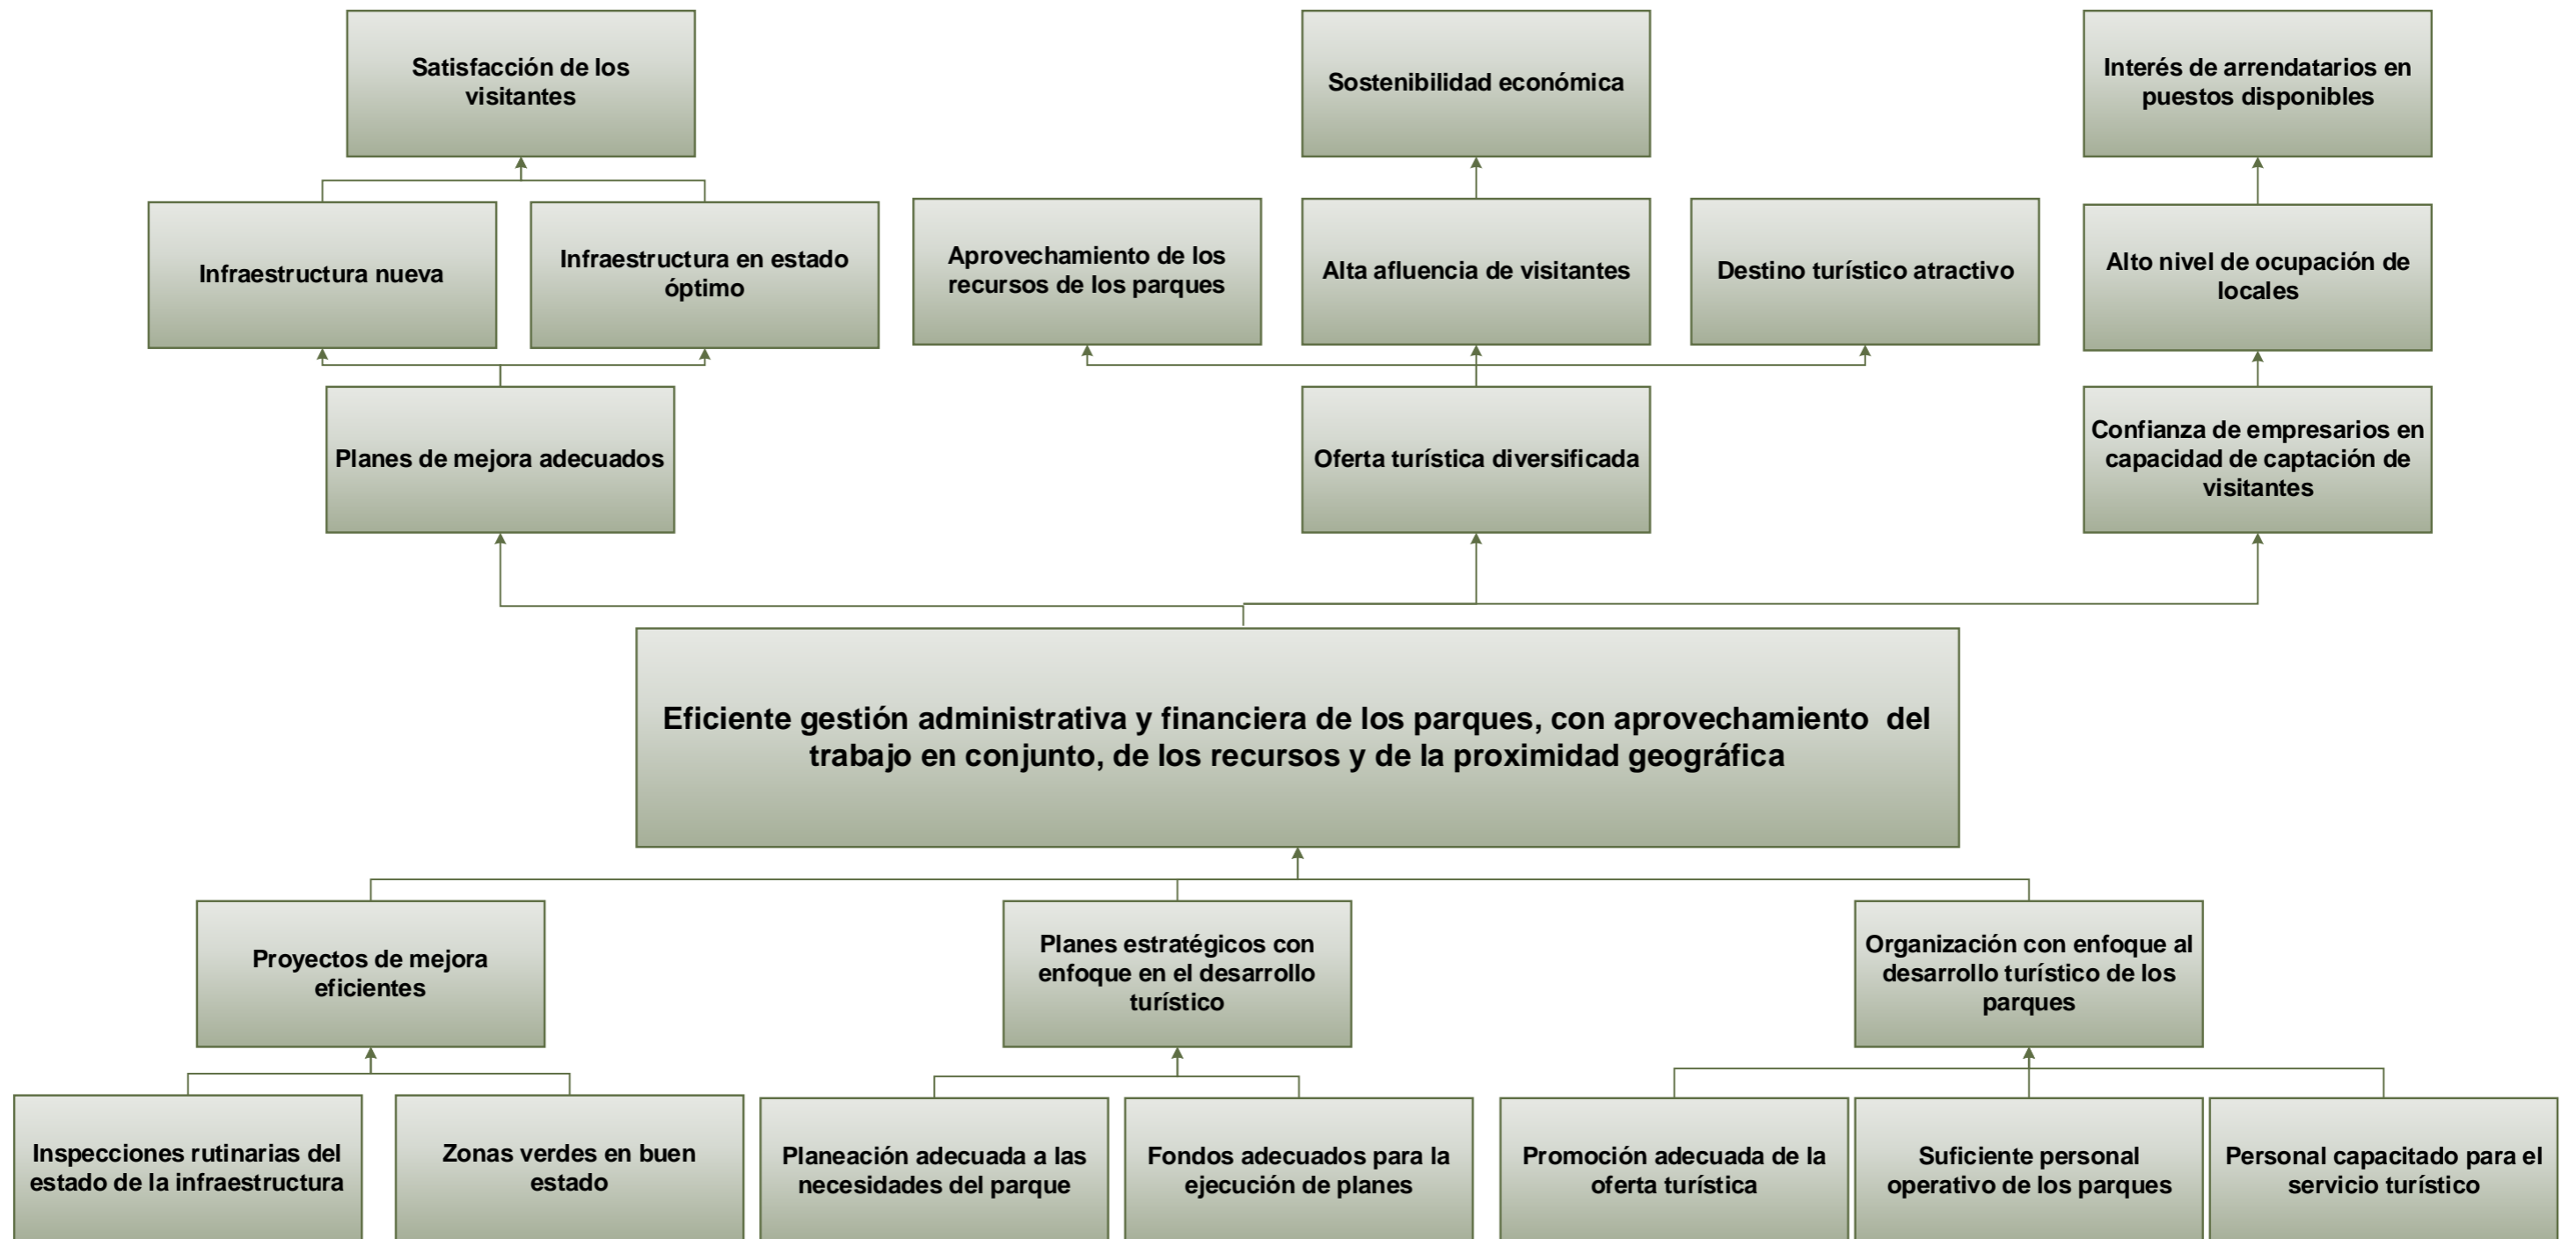 Satisfacción de los
visitantes
Sostenibilidad económica
Interés de arrendatarios en
puestos disponibles
Infraestructura nueva
Infraestructura en estado
óptimo
Aprovechamiento de los
recursos de los parques
Alta afluencia de visitantes
Destino turístico atractivo
Alto nivel de ocupación de
locales
Planes de mejora adecuados
Oferta turística diversificada
Confianza de empresarios en
capacidad de captación de
visitantes
Eficiente gestión administrativa y financiera de los parques, con aprovechamiento  del
trabajo en conjunto, de los recursos y de la proximidad geográfica
Proyectos de mejora
eficientes
Planes estratégicos con
enfoque en el desarrollo
turístico
Organización con enfoque al
desarrollo turístico de los
parques
Inspecciones rutinarias del
estado de la infraestructura
Zonas verdes en buen
estado
Planeación adecuada a las
necesidades del parque
Fondos adecuados para la
ejecución de planes
Promoción adecuada de la
oferta turística
Suficiente personal
operativo de los parques
Personal capacitado para el
servicio turístico